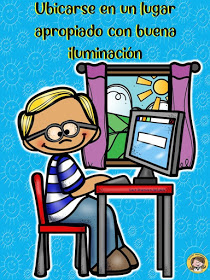 Ubicarse en un lugar
apropiado con buena
iluminación